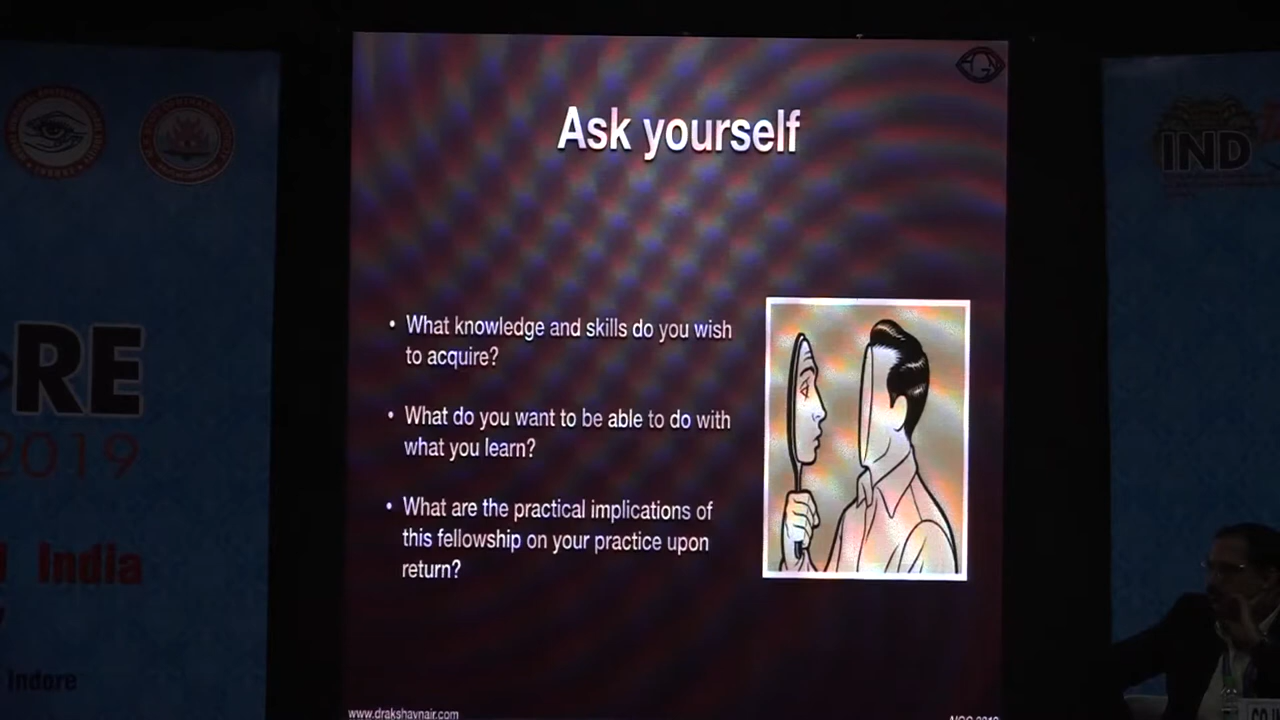 Ask yourself
• What knowledge and skills do you wish
to acquire?
• What do you want to be able to do with
what you learn?
• What are the practical implications of
this fellowship on your practice upon
return?
www.drakshaynair.com
RE
2019
India
Indore
IND